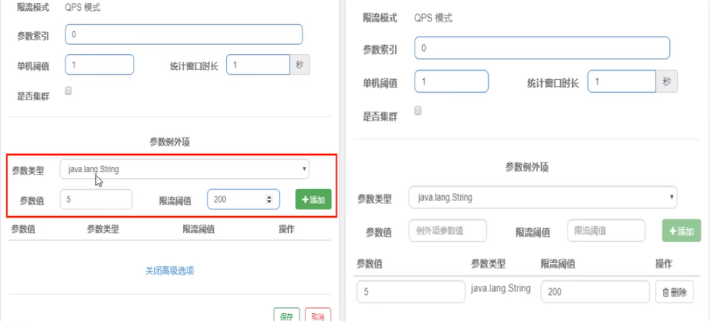 限流模式 QPS 模式
参数索引 0
单机阈值 1 统计窗口时长 1 秒
是否集群
参数例外项
参数类型 java.lang.String
参数值 5 限流阈值 200 +添加
参数值 参数类型 限流阈值 操作
关闭高级选项
保存 取消
限流模式 QPS 模式
参数索引 0
单机阈值 1 统计窗口时长 1 秒
是否集群
参数例外项
参数类型 java.lang.String
参数值 例外项参数值 限流阈值 限流阈值 +添加
参数值 参数类型 限流阈值 操作
5 java.lang.String 200 删除